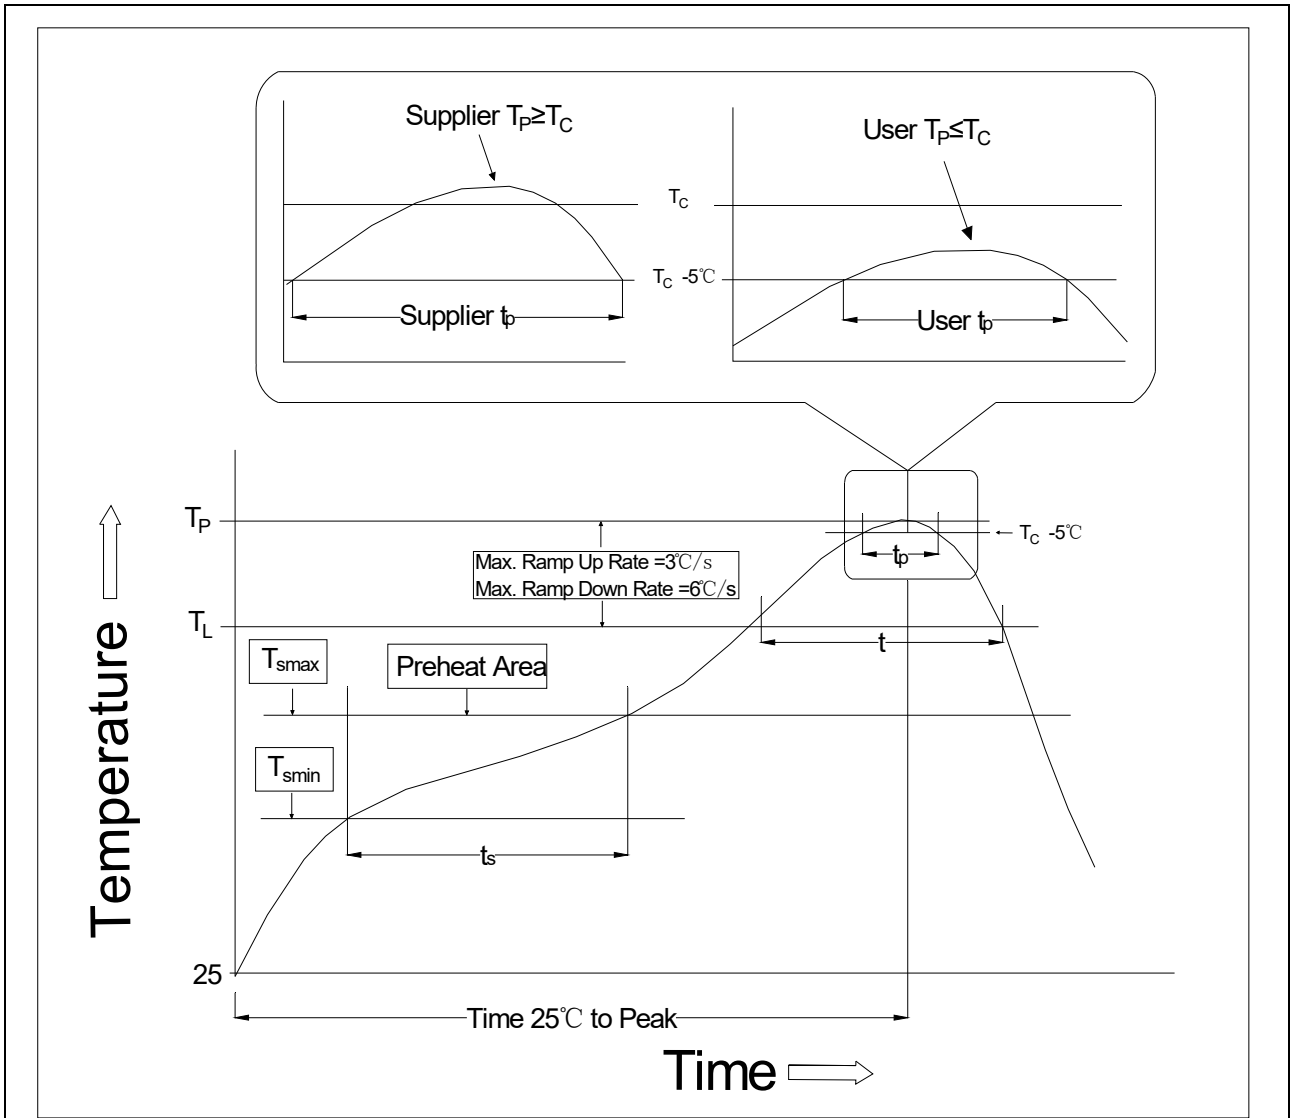 Supplier TP≥TC
User TP≤TC
TC
TC -5℃
Supplier tp
User tp
TP
TC -5℃
tp
Max. Ramp Up Rate =3℃/s
Max. Ramp Down Rate =6℃/s
TL
t
Tsmax
Preheat Area
Tsmin
ts
Temperature
25
Time 25℃ to Peak
Time